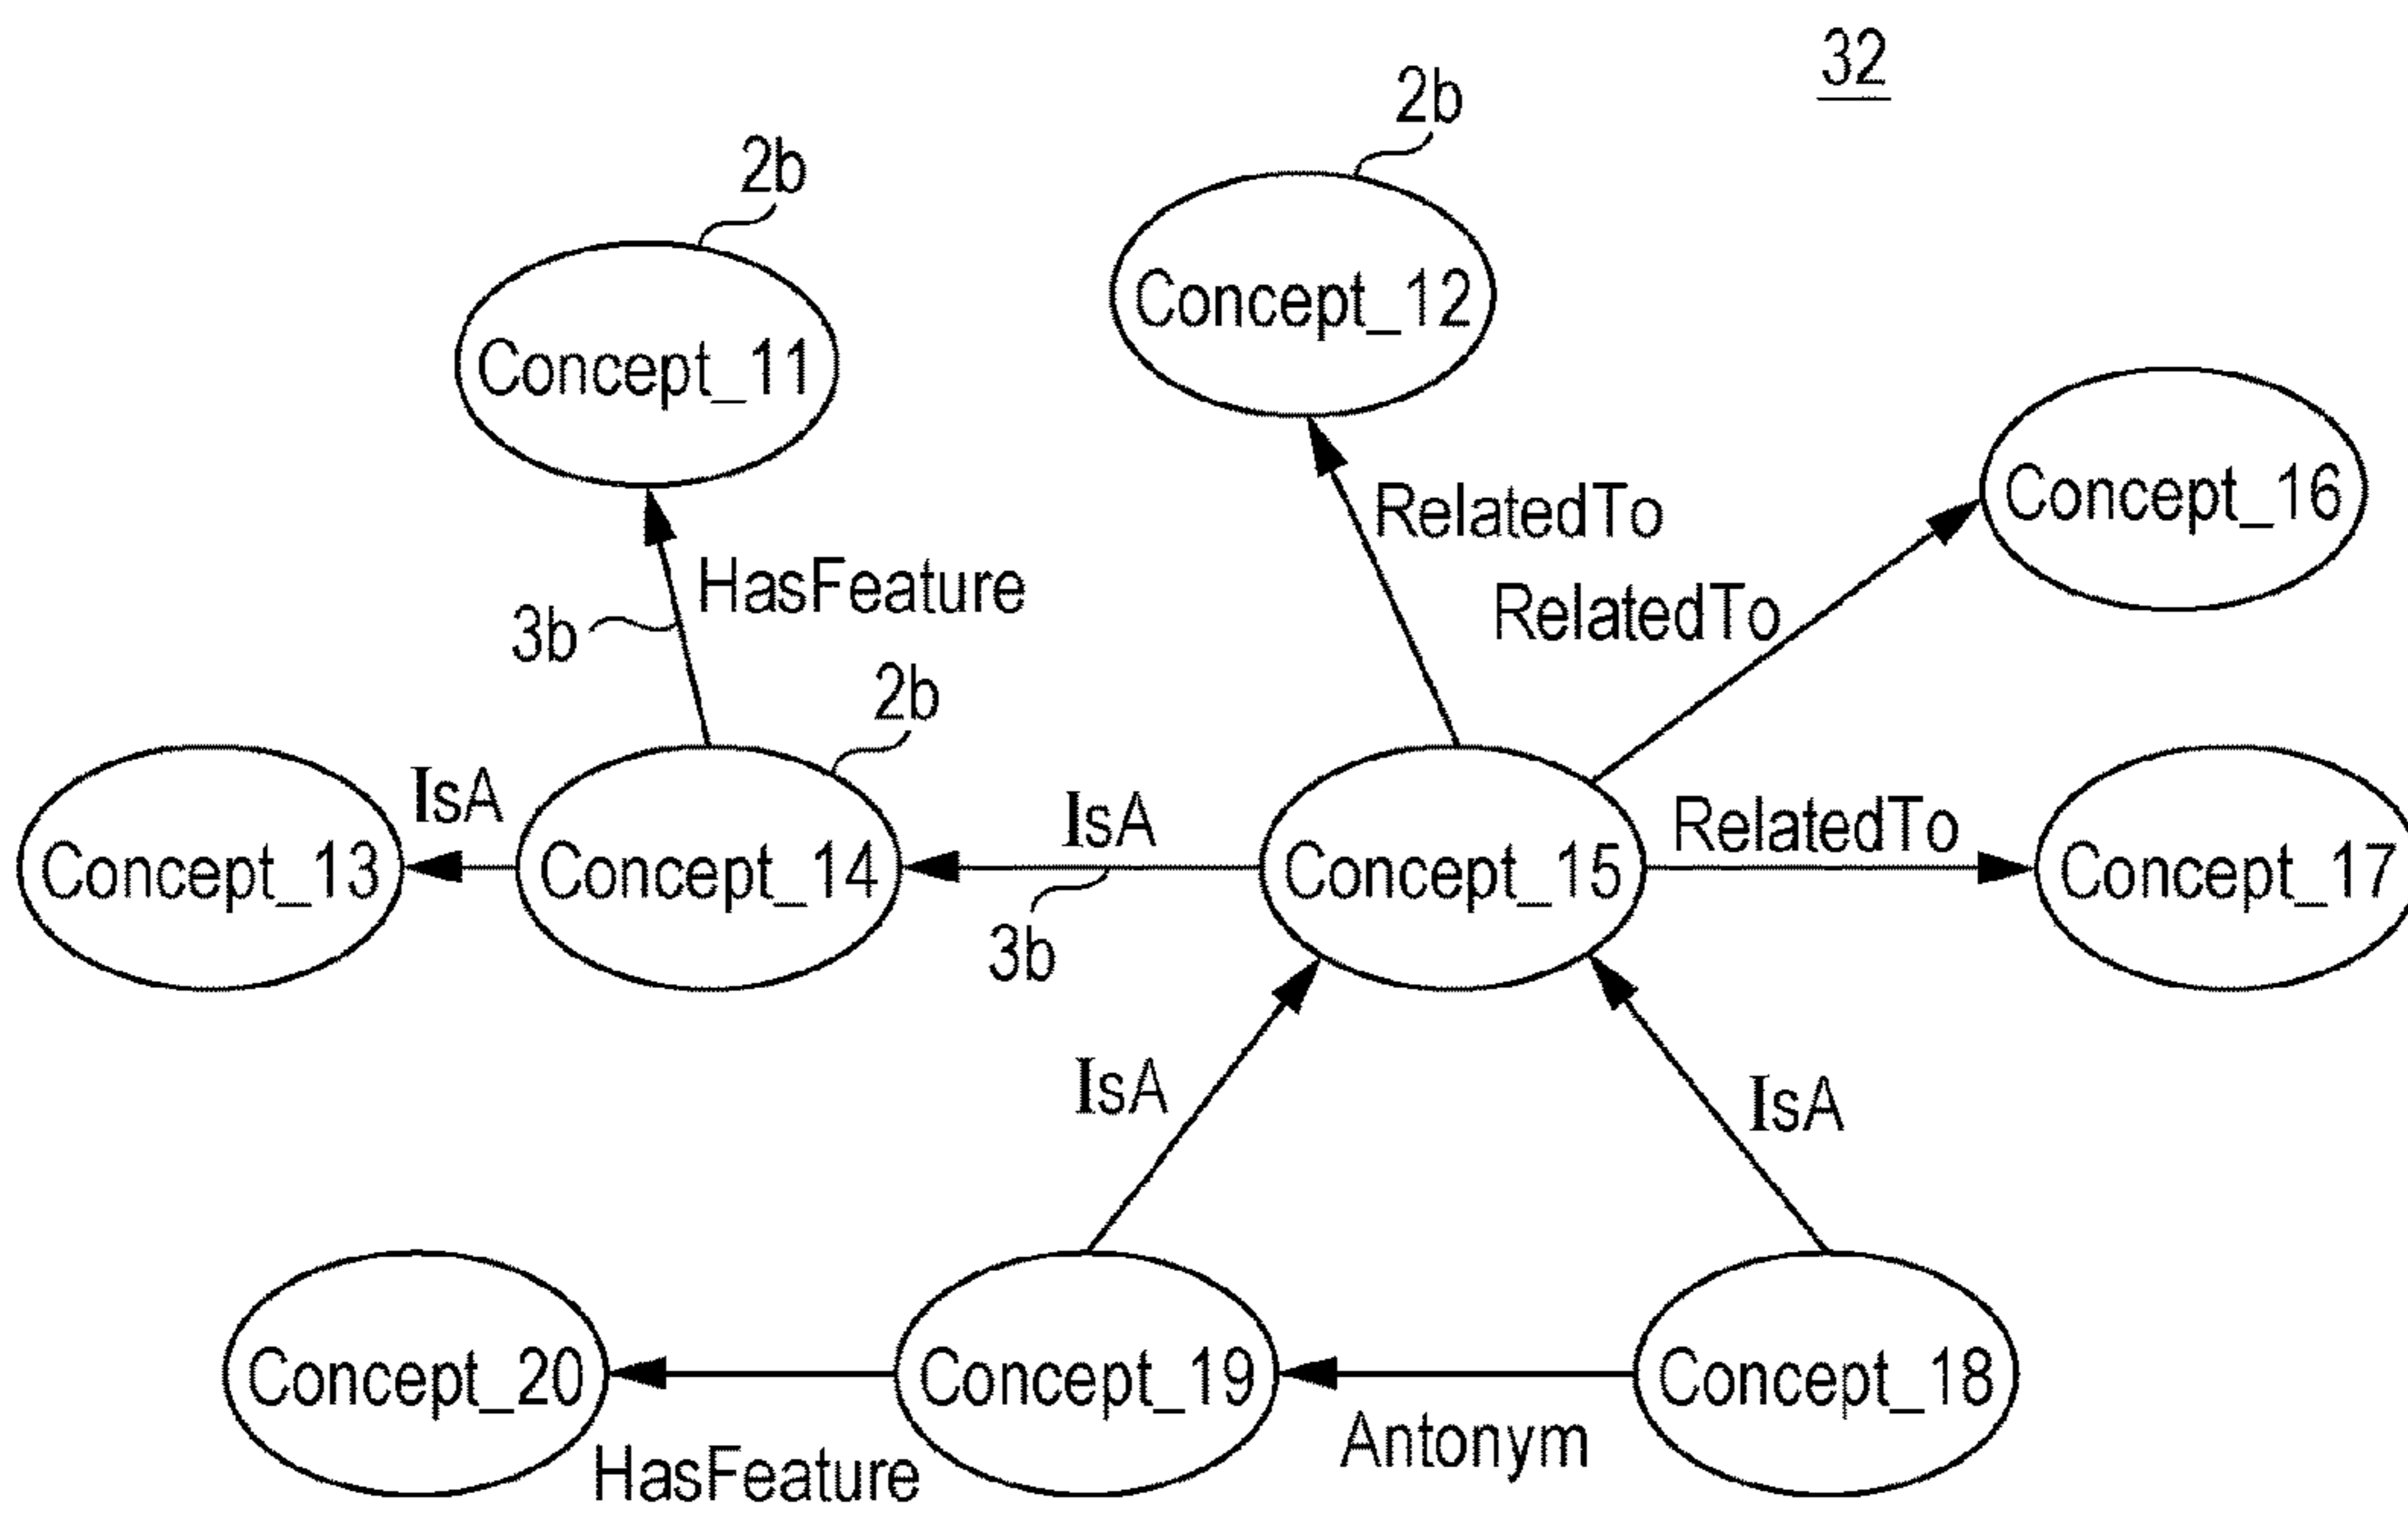 32
2b
2b
Concept_12
Concept_11
Concept_16
RelatedTo
HasFeature
RelatedTo
3b
2b
IsA
IsA
RelatedTo
Concept_13
Concept_14
Concept_15
Concept_17
3b
IsA
IsA
Concept_20
Concept_19
Concept_18
Antonym
HasFeature